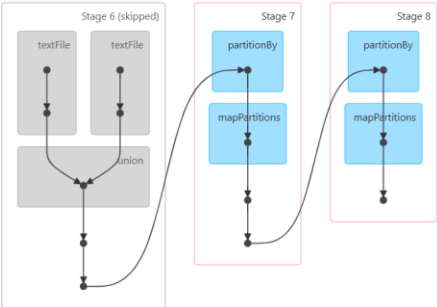 Stage 6 (skipped)
textFile
textFile
union
Stage 7
partitionBy
mapPartitions
Stage 8
partitionBy
mapPartitions